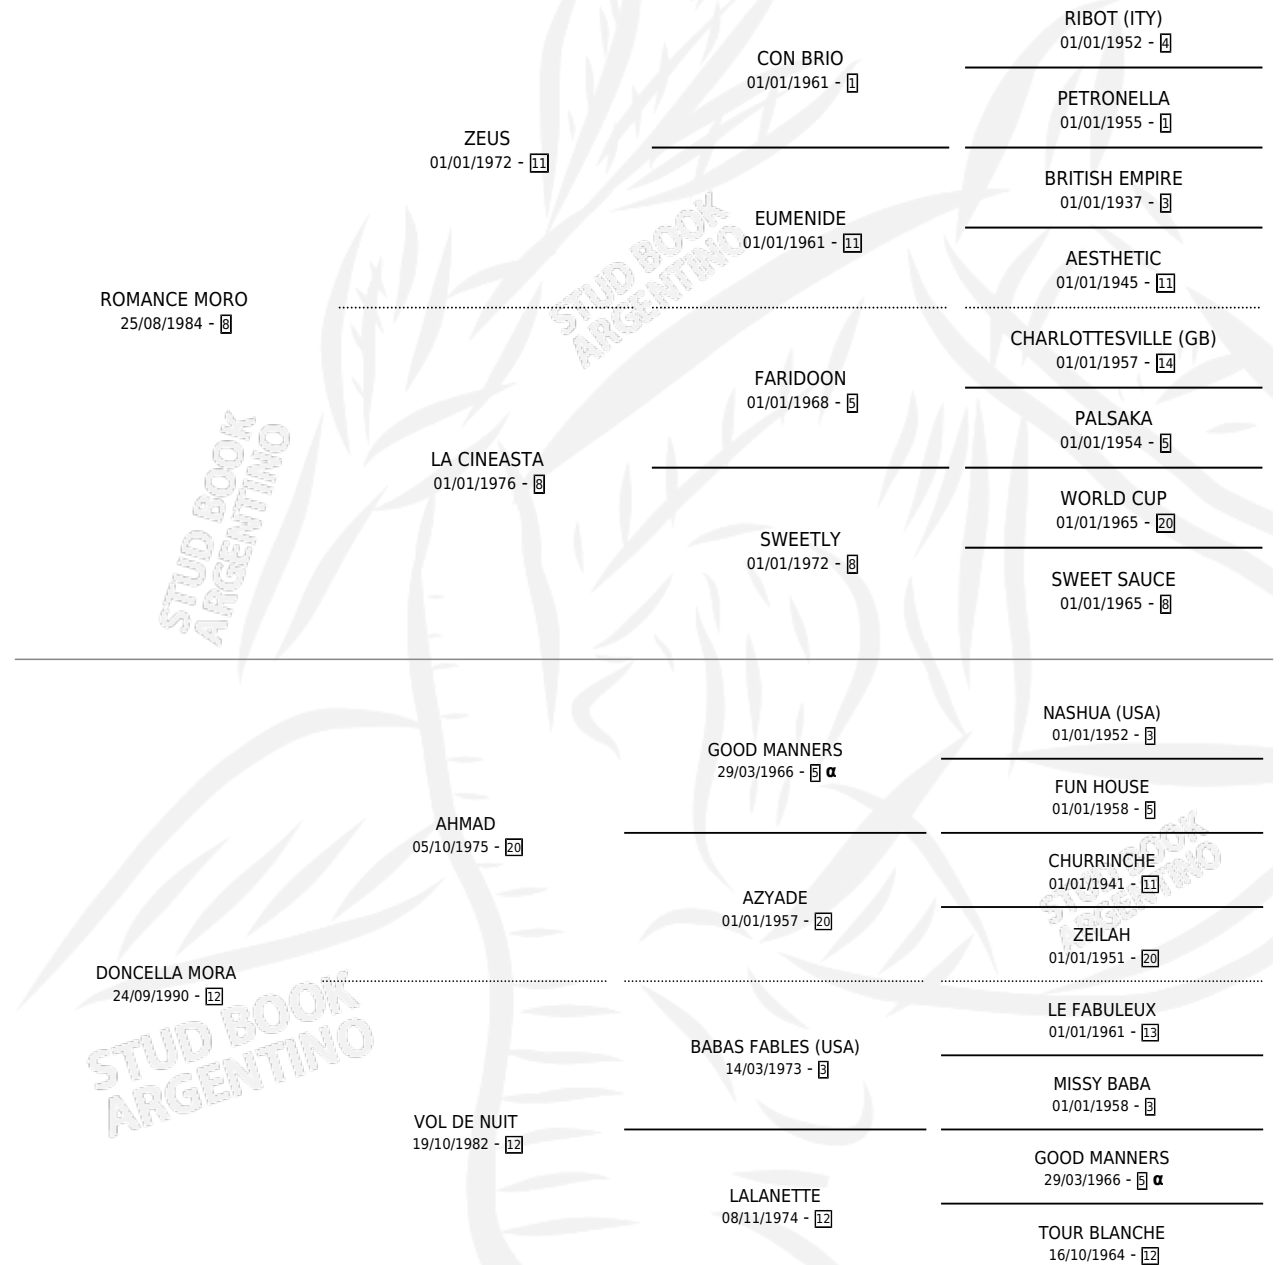 RIBOT (ITY)
01/01/1952 - 4
CON BRIO
01/01/1961 - 1
PETRONELLA
01/01/1955 - 1
ZEUS
01/01/1972 - 11
BRITISH EMPIRE
01/01/1937 - 3
EUMENIDE
01/01/1961 - 11
AESTHETIC
01/01/1945 - 11
ROMANCE MORO
25/08/1984 - 8
CHARLOTTESVILLE (GB)
01/01/1957 - 14
FARIDOON
01/01/1968 - 5
PALSAKA
01/01/1954 - 5
LA CINEASTA
01/01/1976 - 8
WORLD CUP
01/01/1965 - 20
SWEETLY
01/01/1972 - 8
SWEET SAUCE
01/01/1965 - 8
NASHUA (USA)
01/01/1952 - 3
GOOD MANNERS
29/03/1966 - 5 α
FUN HOUSE
01/01/1958 - 5
AHMAD
05/10/1975 - 20
CHURRINCHE
01/01/1941 - 11
AZYADE
01/01/1957 - 20
ZEILAH
01/01/1951 - 20
DONCELLA MORA
24/09/1990 - 12
LE FABULEUX
01/01/1961 - 13
BABAS FABLES (USA)
14/03/1973 - 3
MISSY BABA
01/01/1958 - 3
VOL DE NUIT
19/10/1982 - 12
GOOD MANNERS
29/03/1966 - 5 α
LALANETTE
08/11/1974 - 12
TOUR BLANCHE
16/10/1964 - 12
STUD BOOK
ARGENTINO
STUD BOOK
ARGENTINO
STUD BOOK
ARGENTINO
STUD BOOK
ARGENTINO